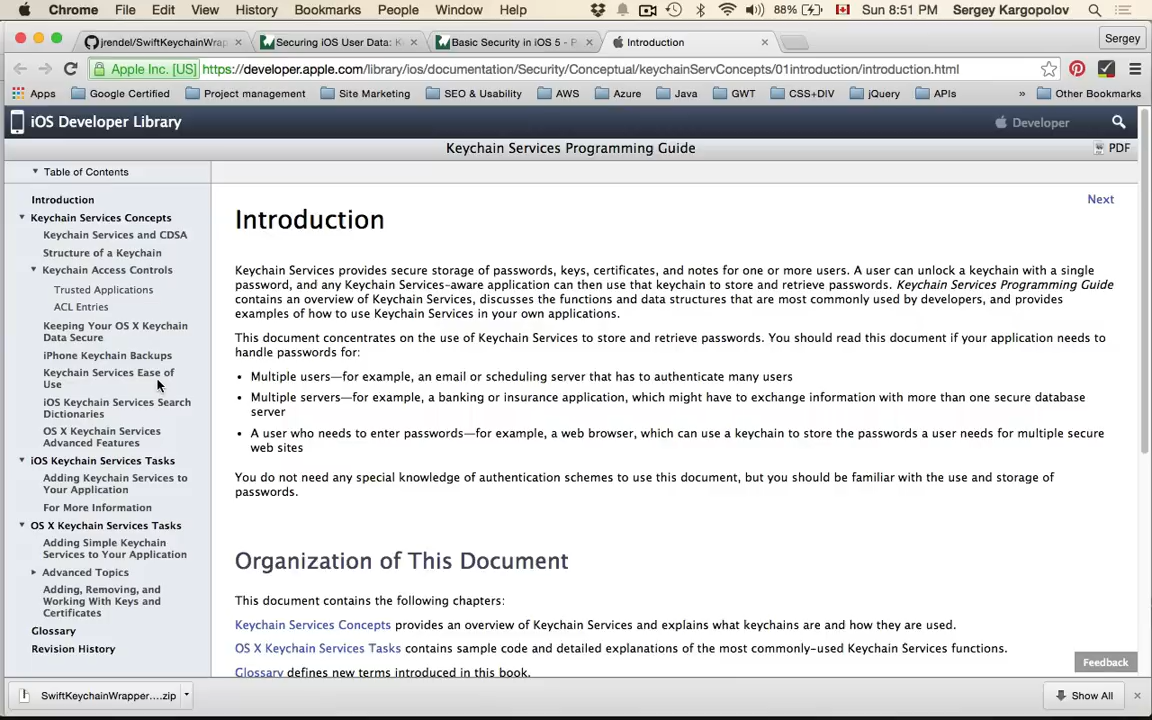 Chrome File Edit View History Bookmarks People Window Help 88% Sun 8:51 PM Sergey Kargopolov
jrendel/SwiftKeychainWrap Securing iOS User Data: K Basic Security in iOS 5 – P Introduction Sergey
Apple Inc. [US] https://developer.apple.com/library/ios/documentation/Security/Conceptual/keychainServConcepts/01introduction/introduction.html
Apps Google Certified Project management Site Marketing SEO & Usability AWS Azure Java GWT CSS+DIV jQuery APIs » Other Bookmarks
iOS Developer Library Developer
Keychain Services Programming Guide PDF
Table of Contents
Introduction
Keychain Services Concepts
Keychain Services and CDSA
Structure of a Keychain
Keychain Access Controls
Trusted Applications
ACL Entries
Keeping Your OS X Keychain
Data Secure
iPhone Keychain Backups
Keychain Services Ease of
Use
iOS Keychain Services Search
Dictionaries
OS X Keychain Services
Advanced Features
iOS Keychain Services Tasks
Adding Keychain Services to
Your Application
For More Information
OS X Keychain Services Tasks
Adding Simple Keychain
Services to Your Application
Advanced Topics
Adding, Removing, and
Working With Keys and
Certificates
Glossary
Revision History
Next
Introduction
Keychain Services provides secure storage of passwords, keys, certificates, and notes for one or more users. A user can unlock a keychain with a single
password, and any Keychain Services–aware application can then use that keychain to store and retrieve passwords. Keychain Services Programming Guide
contains an overview of Keychain Services, discusses the functions and data structures that are most commonly used by developers, and provides
examples of how to use Keychain Services in your own applications.
This document concentrates on the use of Keychain Services to store and retrieve passwords. You should read this document if your application needs to
handle passwords for:
• Multiple users—for example, an email or scheduling server that has to authenticate many users
• Multiple servers—for example, a banking or insurance application, which might have to exchange information with more than one secure database
server
• A user who needs to enter passwords—for example, a web browser, which can use a keychain to store the passwords a user needs for multiple secure
web sites
You do not need any special knowledge of authentication schemes to use this document, but you should be familiar with the use and storage of
passwords.
Organization of This Document
This document contains the following chapters:
Keychain Services Concepts provides an overview of Keychain Services and explains what keychains are and how they are used.
OS X Keychain Services Tasks contains sample code and detailed explanations of the most commonly-used Keychain Services functions.
Glossary defines new terms introduced in this book.
Feedback
SwiftKeychainWrapper....zip Show All